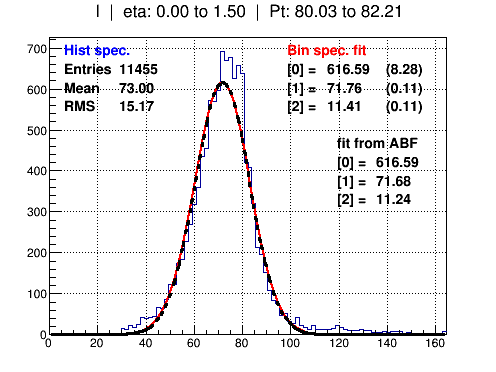 I | eta: 0.00 to 1.50 | Pt: 80.03 to 82.21
Hist spec.
Entries 11455
Mean 73.00
RMS 15.17
Bin spec. fit
[0] = 616.59 (8.28)
[1] = 71.76 (0.11)
[2] = 11.41 (0.11)
fit from ABF
[0] = 616.59
[1] = 71.68
[2] = 11.24
700
600
500
400
300
200
100
0
0 20 40 60 80 100 120 140 160